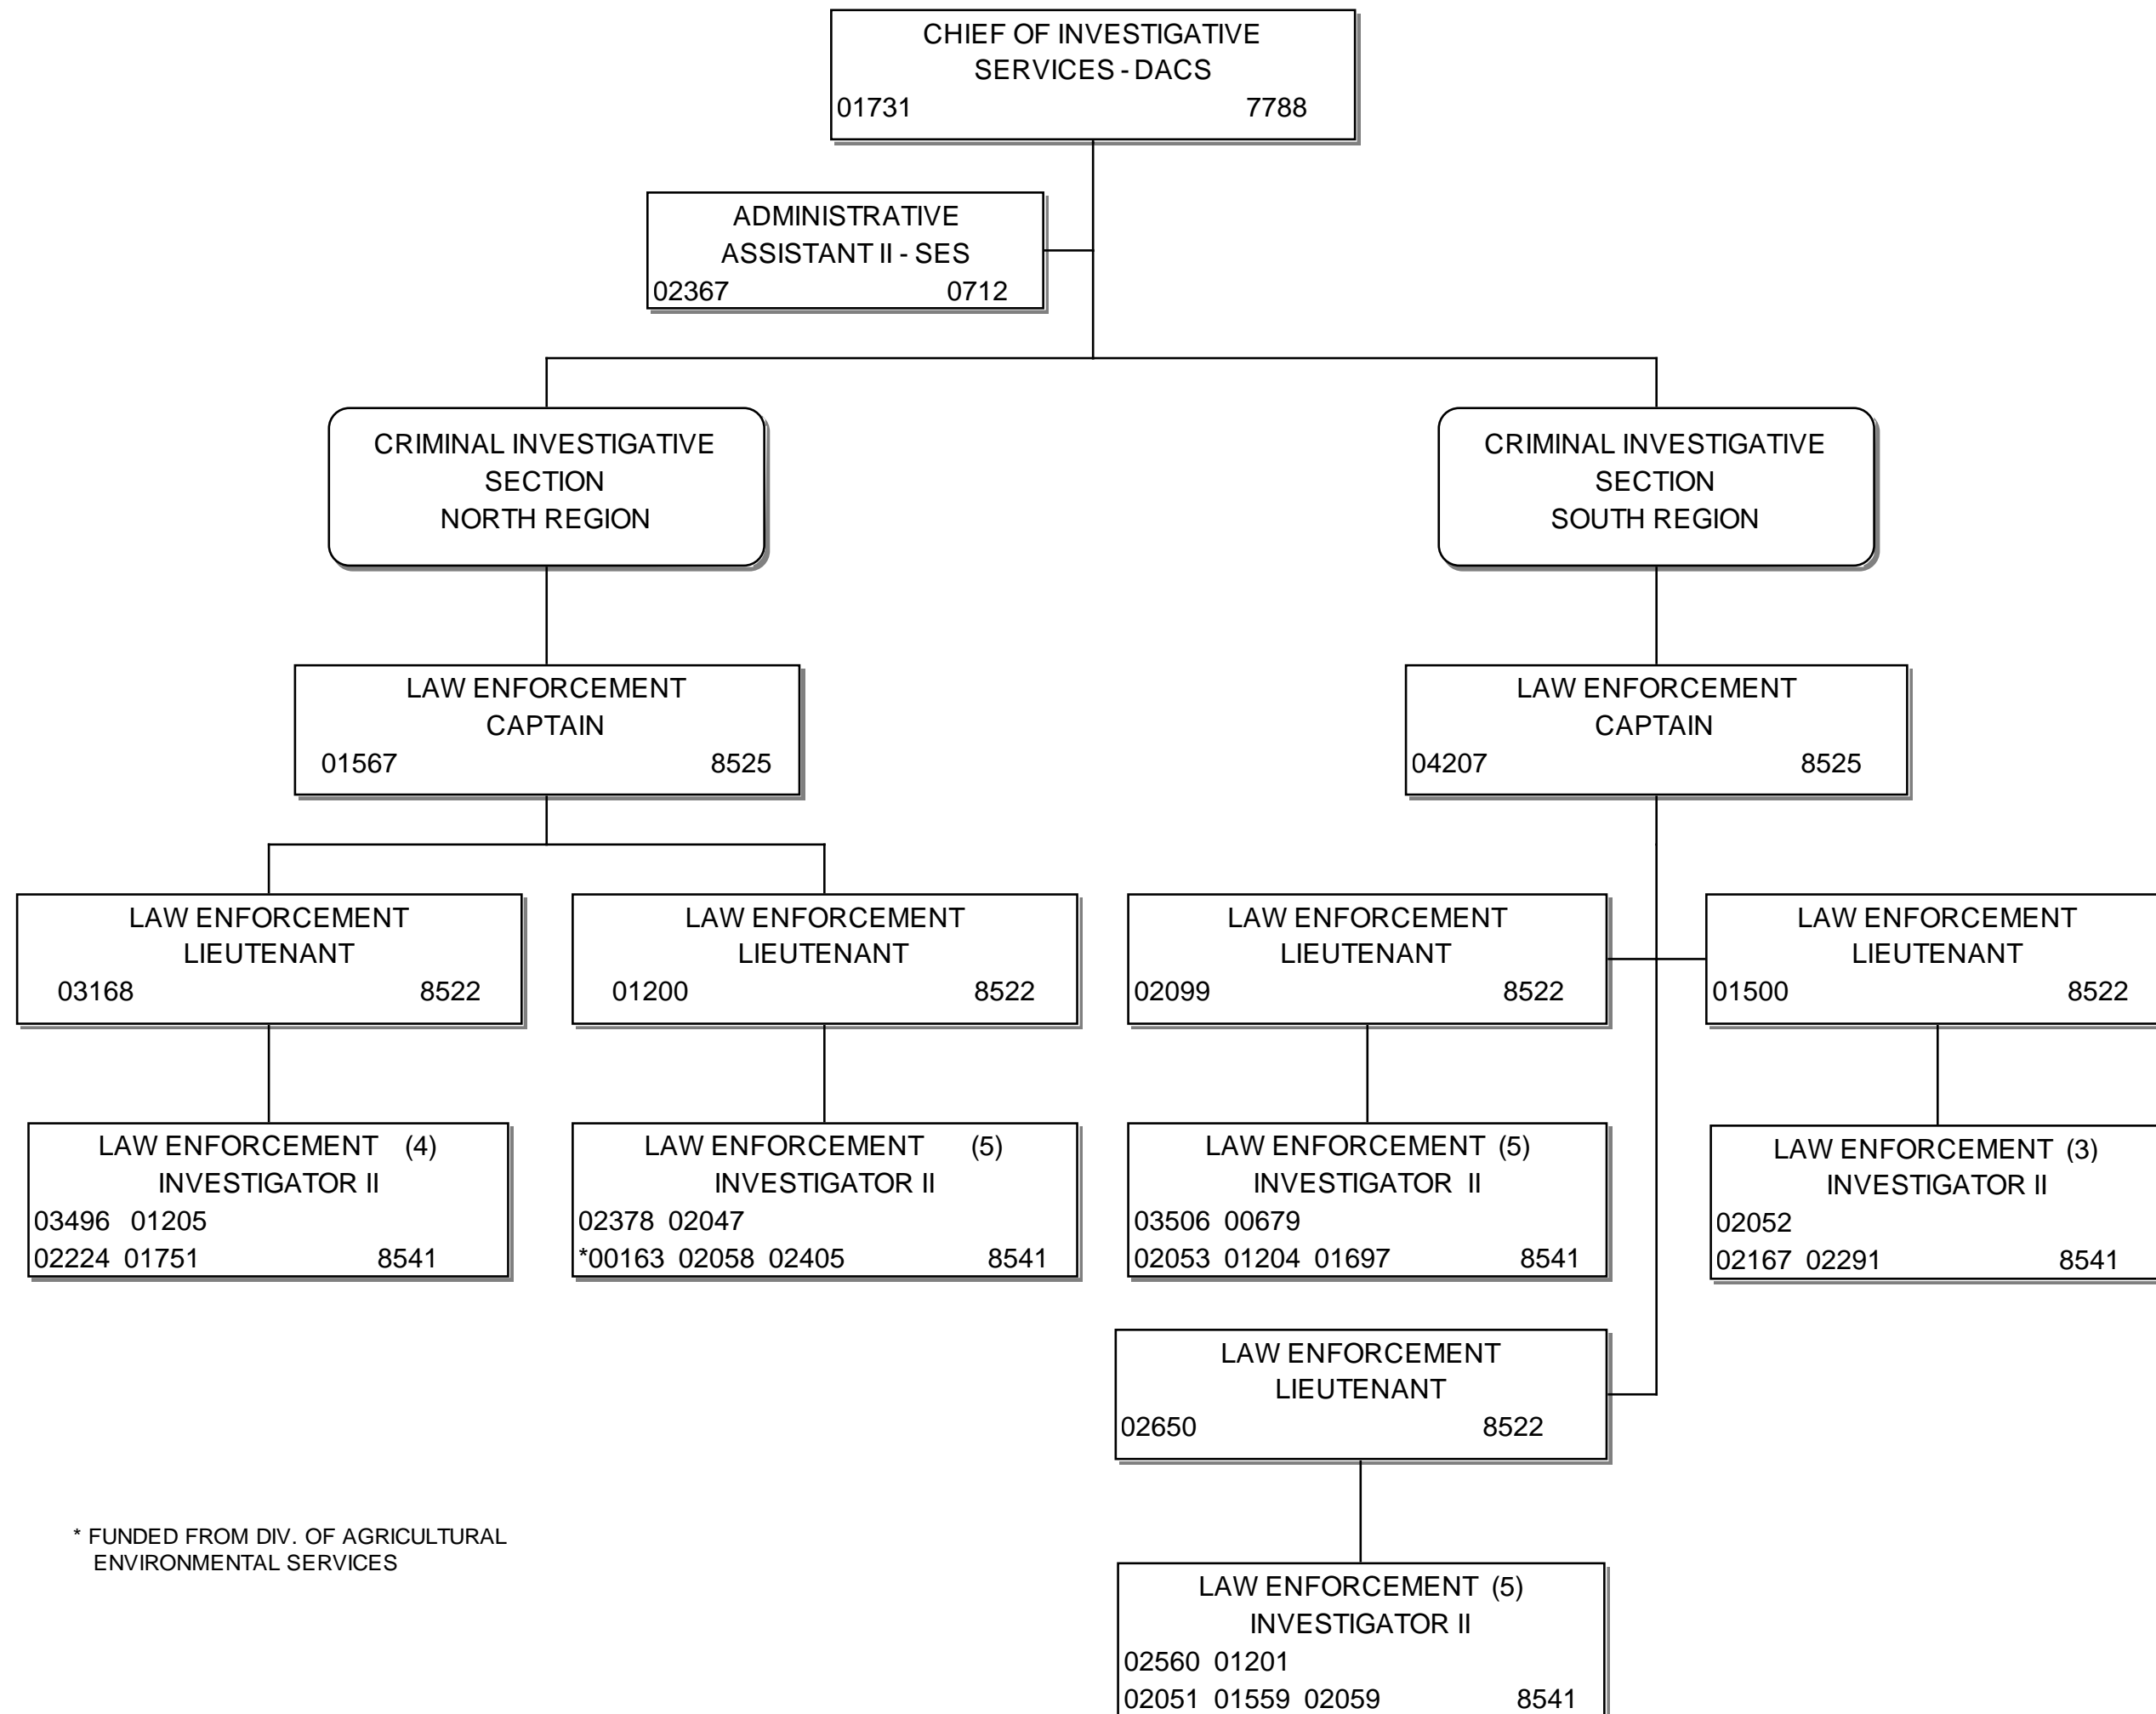 CHIEF OF INVESTIGATIVE
SERVICES - DACS
01731 7788
ADMINISTRATIVE
ASSISTANT II - SES
02367 0712
CRIMINAL INVESTIGATIVE
SECTION
NORTH REGION
CRIMINAL INVESTIGATIVE
SECTION
SOUTH REGION
LAW ENFORCEMENT
CAPTAIN
01567 8525
LAW ENFORCEMENT
CAPTAIN
04207 8525
LAW ENFORCEMENT
LIEUTENANT
03168 8522
LAW ENFORCEMENT
LIEUTENANT
01200 8522
LAW ENFORCEMENT
LIEUTENANT
02099 8522
LAW ENFORCEMENT
LIEUTENANT
01500 8522
LAW ENFORCEMENT (4)
INVESTIGATOR II
03496 01205
02224 01751 8541
LAW ENFORCEMENT (5)
INVESTIGATOR II
02378 02047
*00163 02058 02405 8541
LAW ENFORCEMENT (5)
INVESTIGATOR II
03506 00679
02053 01204 01697 8541
LAW ENFORCEMENT (3)
INVESTIGATOR II
02052
02167 02291 8541
LAW ENFORCEMENT
LIEUTENANT
02650 8522
* FUNDED FROM DIV. OF AGRICULTURAL
ENVIRONMENTAL SERVICES
LAW ENFORCEMENT (5)
INVESTIGATOR II
02560 01201
02051 01559 02059 8541